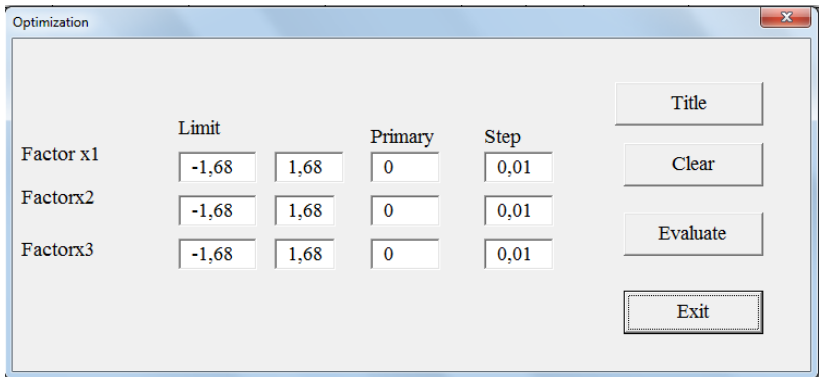 Optimization
Title
Limit Primary Step
Factor x1 -1,68 1,68 0 0,01 Clear
Factorx2 -1,68 1,68 0 0,01
Evaluate
Factorx3 -1,68 1,68 0 0,01
Exit